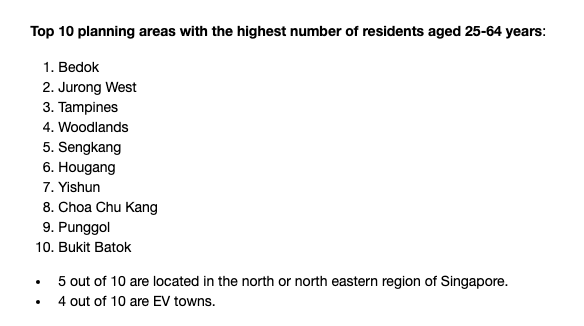 Top 10 planning areas with the highest number of residents aged 25-64 years:
1. Bedok
2. Jurong West
3. Tampines
4. Woodlands
5. Sengkang
6. Hougang
7. Yishun
8. Choa Chu Kang
9. Punggol
10. Bukit Batok
• 5 out of 10 are located in the north or north eastern region of Singapore.
• 4 out of 10 are EV towns.